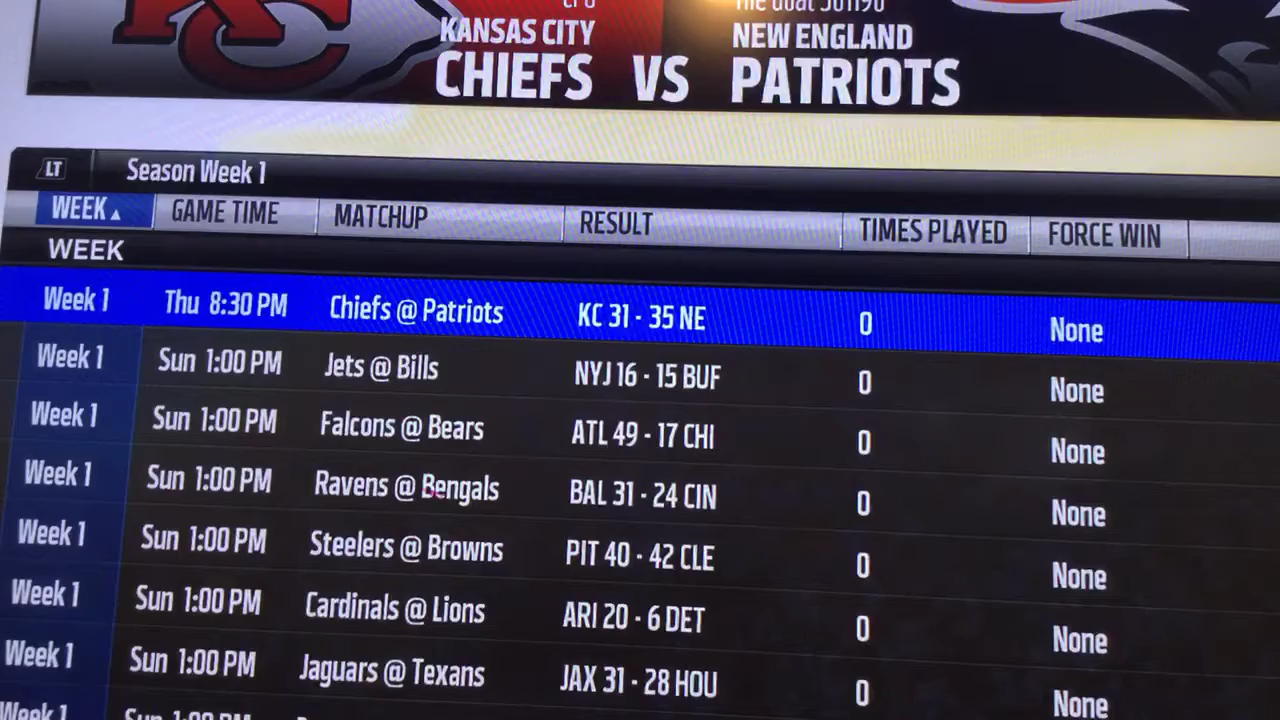 KANSAS CITY NEW ENGLAND
CHIEFS VS PATRIOTS
LT Season Week 1
WEEK GAME TIME MATCHUP RESULT TIMES PLAYED FORCE WIN
WEEK
Week 1 Thu 8:30 PM Chiefs @ Patriots KC 31 - 35 NE 0 None
Week 1 Sun 1:00 PM Jets @ Bills NYJ 16 - 15 BUF 0 None
Week 1 Sun 1:00 PM Falcons @ Bears ATL 49 - 17 CHI 0 None
Week 1 Sun 1:00 PM Ravens @ Bengals BAL 31 - 24 CIN 0 None
Week 1 Sun 1:00 PM Steelers @ Browns PIT 40 - 42 CLE 0 None
Week 1 Sun 1:00 PM Cardinals @ Lions ARI 20 - 6 DET 0 None
Week 1 Sun 1:00 PM Jaguars @ Texans JAX 31 - 28 HOU 0 None
Week 1 Sun 1:00 PM